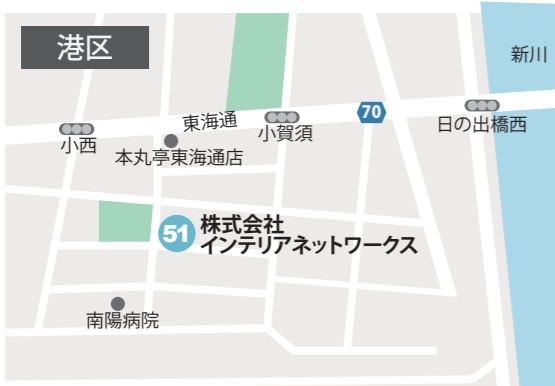 港区
新川
70
東海通
小西
小賀須
日の出橋西
本丸亭東海通店
51
株式会社
インテリアネットワークス
南陽病院